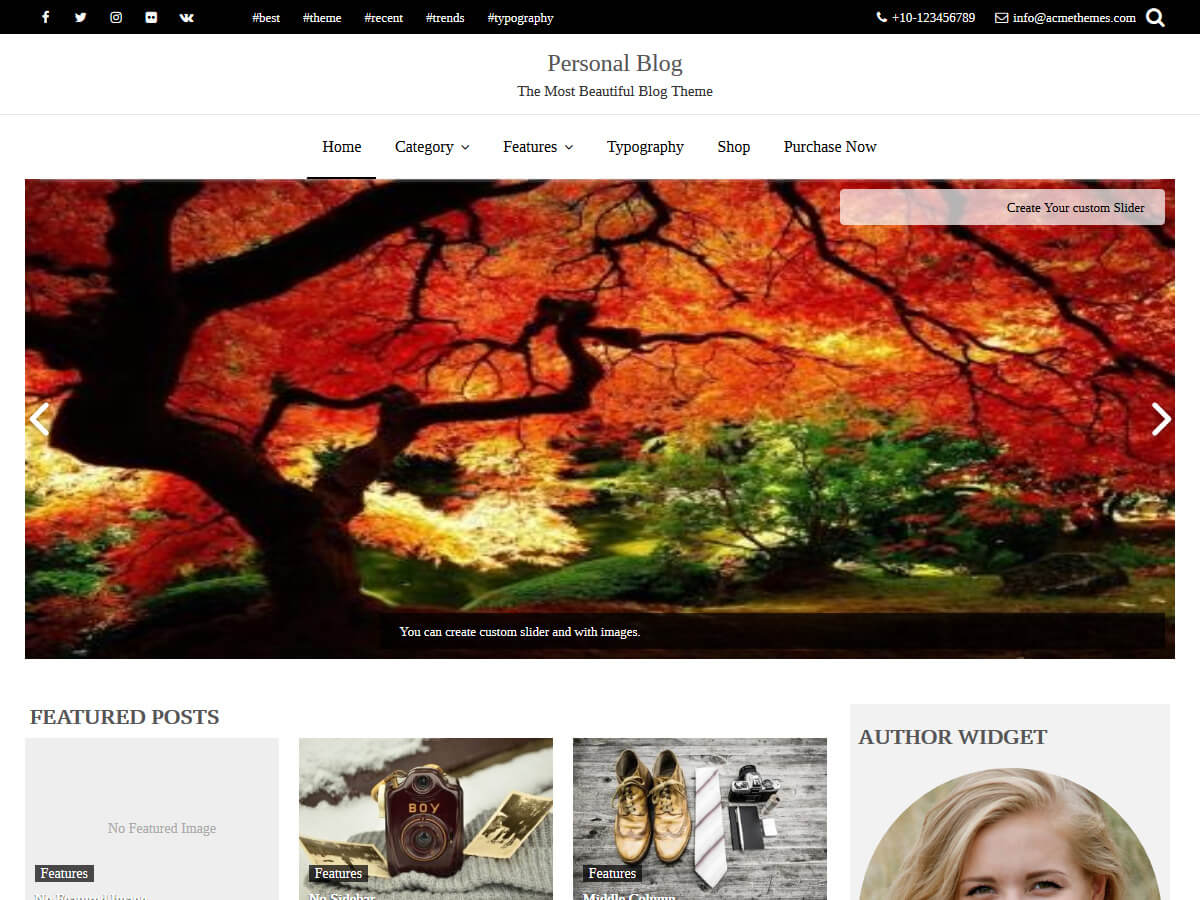 #best #theme #recent #trends #typography +10-123456789 info@acmethemes.com
Personal Blog
The Most Beautiful Blog Theme
Home Category Features Typography Shop Purchase Now
Create Your custom Slider
You can create custom slider and with images.
FEATURED POSTS
AUTHOR WIDGET
No Featured Image
BOY
Features Features Features
No Sidebar Middle Column